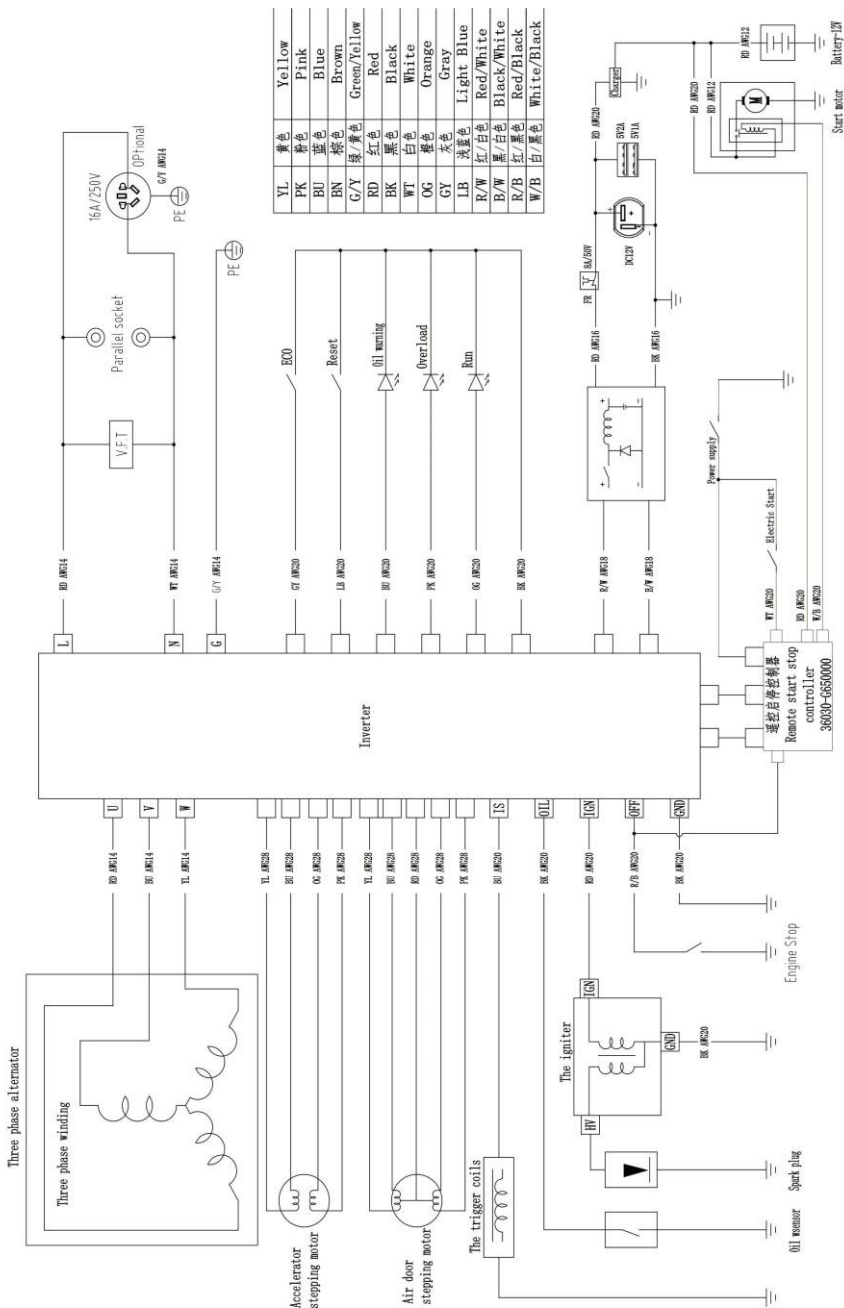 Three phase alternator
Three phase winding
Accelerator
stepping motor
Air door
stepping motor
The trigger coils
The igniter
HV
IGN
GND
BK AWG20
Spark plug
Oil wsensor
Engine Stop
RD AWG14
BU AWG14
YL AWG14
YL AWG28
BU AWG28
OG AWG28
PK AWG28
YL AWG28
BU AWG28
RD AWG28
OG AWG28
PK AWG28
BU AWG20
BK AWG20
RD AWG20
R/B AWG20
BK AWG20
U
V
W
IS
OIL
IGN
OFF
GND
Inverter
L
N
G
RD AWG14
WT AWG14
G/Y AWG14
V.F.T
Parallel socket
16A/250V
OPtional
G/Y AWG14
PE
PE
GY AWG20
LB AWG20
BU AWG20
PK AWG20
OG AWG20
BK AWG20
ECO
Reset
Oil warning
Overload
Run
R/W AWG18
B/W AWG18
+
+
-
-
RD AWG16
BK AWG16
FR
8A/50V
DC12V
+
-
5V2A
5V1A
RD AWG20
Charger
RD AWG12
Battery-12V
RD AWG20
RD AWG12
M
Start motor
Power supply
Electric Start
WT AWG20
RD AWG20
W/B AWG20
遥控启停控制器
Remote start stop
controller
36030-G650000
YL 黄色 Yellow
PK 粉色 Pink
BU 蓝色 Blue
BN 棕色 Brown
G/Y 绿/黄色 Green/Yellow
RD 红色 Red
BK 黑色 Black
WT 白色 White
OG 橙色 Orange
GY 灰色 Gray
LB 浅蓝色 Light Blue
R/W 红/白色 Red/White
B/W 黑/白色 Black/White
R/B 红/黑色 Red/Black
W/B 白/黑色 White/Black